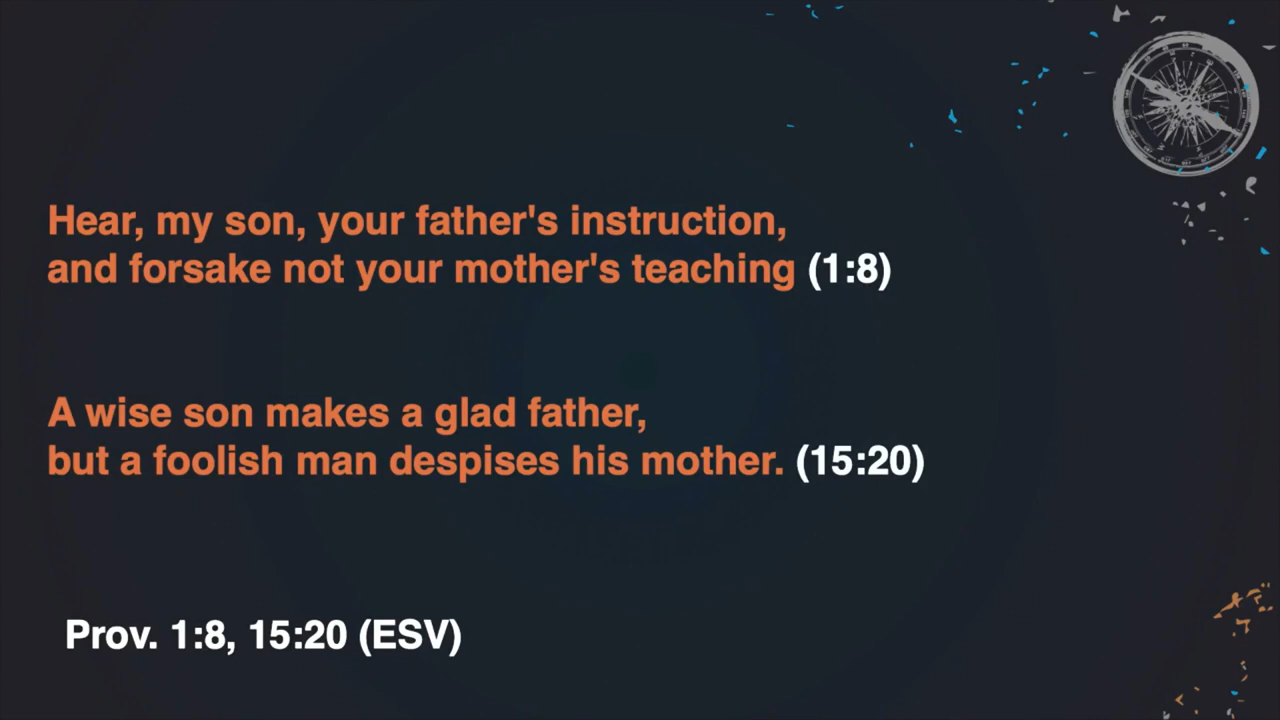 Hear, my son, your father's instruction,
and forsake not your mother's teaching (1:8)
A wise son makes a glad father,
but a foolish man despises his mother. (15:20)
Prov. 1:8, 15:20 (ESV)